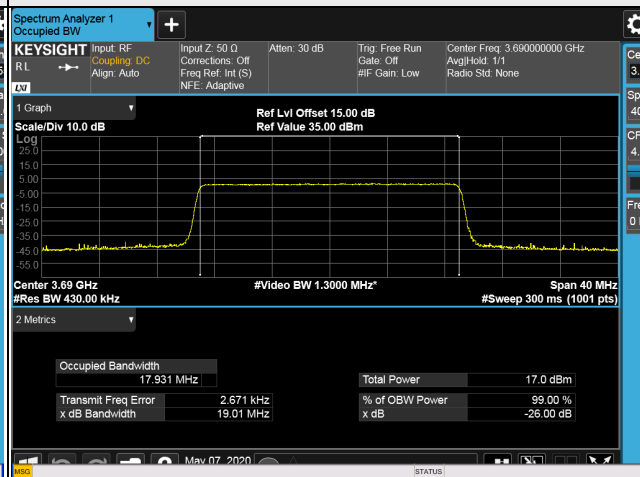 Spectrum Analyzer 1
Occupied BW
KEYSIGHT
R L
LXI
Input: RF
Coupling: DC
Align: Auto
Input Z: 50 Ω
Corrections: Off
Freq Ref: Int (S)
NFE: Adaptive
Atten: 30 dB
Trig: Free Run
Gate: Off
#IF Gain: Low
Center Freq: 3.690000000 GHz
Avg|Hold: 1/1
Radio Std: None
1 Graph
Scale/Div 10.0 dB
Ref Lvl Offset 15.00 dB
Ref Value 35.00 dBm
Log
25.0
15.0
5.00
-5.00
-15.0
-25.0
-35.0
-45.0
-55.0
Center 3.69 GHz
#Video BW 1.3000 MHz*
Span 40 MHz
#Res BW 430.00 kHz
#Sweep 300 ms (1001 pts)
2 Metrics
Occupied Bandwidth
17.931 MHz
Total Power 17.0 dBm
Transmit Freq Error 2.671 kHz
% of OBW Power 99.00 %
x dB Bandwidth 19.01 MHz
x dB -26.00 dB
May 07, 2020
MSG
STATUS